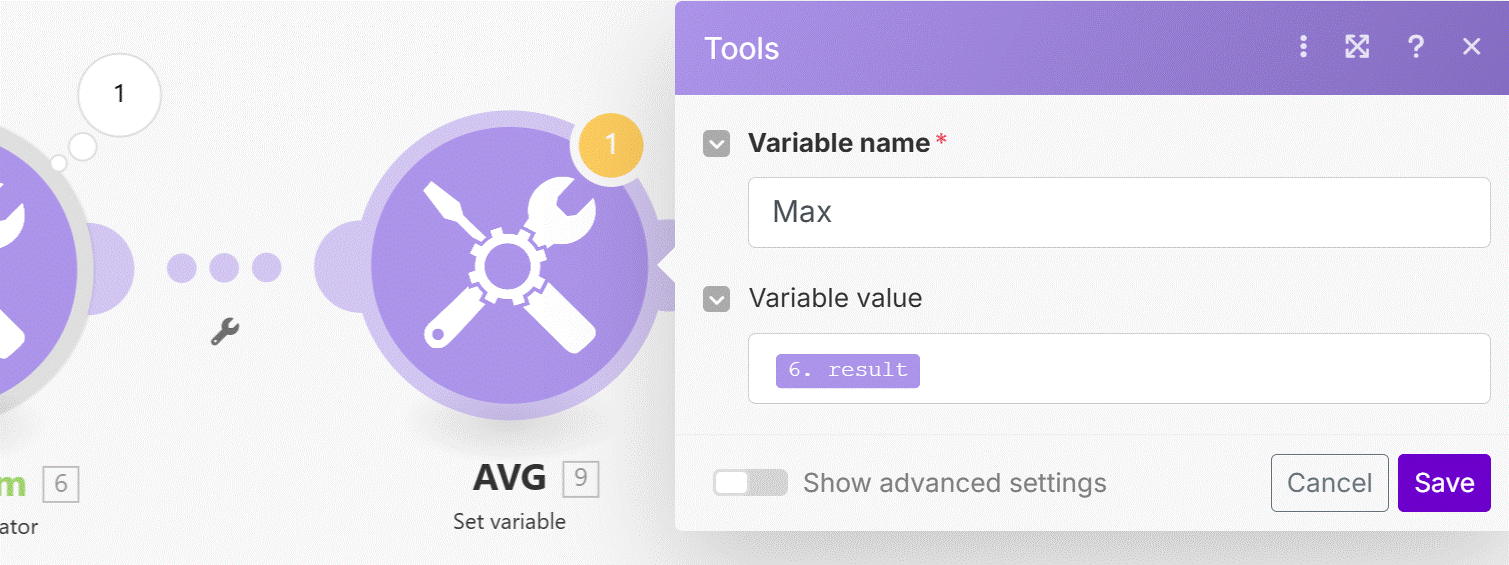 Tools
?
1
1
Variable name*
Max
Variable value
6. result
m 6
ator
AVG 9
Set variable
Show advanced settings
Cancel
Save